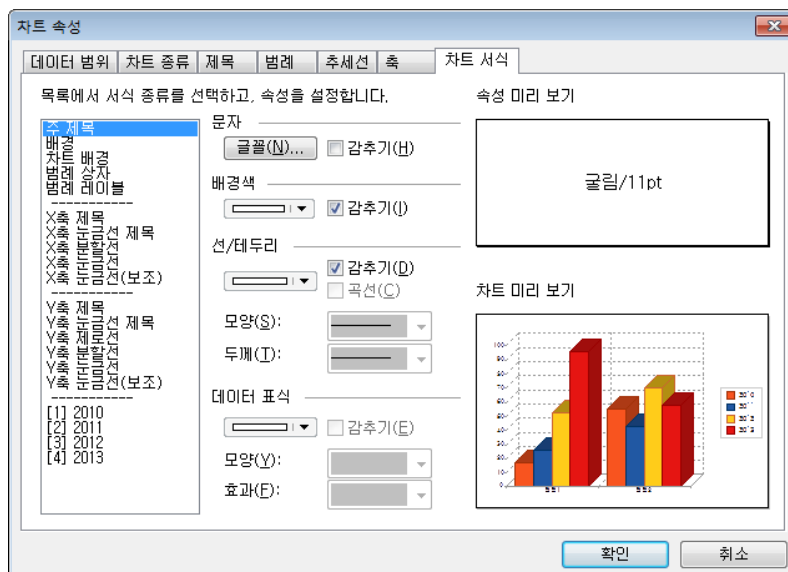 차트 속성
데이터 범위 차트 종류 제목 범례 추세선 축 차트 서식
목록에서 서식 종류를 선택하고, 속성을 설정합니다.
주 제목
배경
차트 배경
범례 상자
범례 레이블
-----------
X축 제목
X축 눈금선 제목
X축 분할선
X축 눈금선
X축 눈금선(보조)
-----------
Y축 제목
Y축 눈금선 제목
Y축 제로선
Y축 분할선
Y축 눈금선
Y축 눈금선(보조)
-----------
[1] 2010
[2] 2011
[3] 2012
[4] 2013
문자
글꼴(N)... 감추기(H)
배경색
감추기(I)
선/테두리
감추기(D)
곡선(C)
모양(S):
두께(T):
데이터 표식
감추기(E)
모양(Y):
효과(F):
속성 미리 보기
굴림/11pt
차트 미리 보기
확인 취소